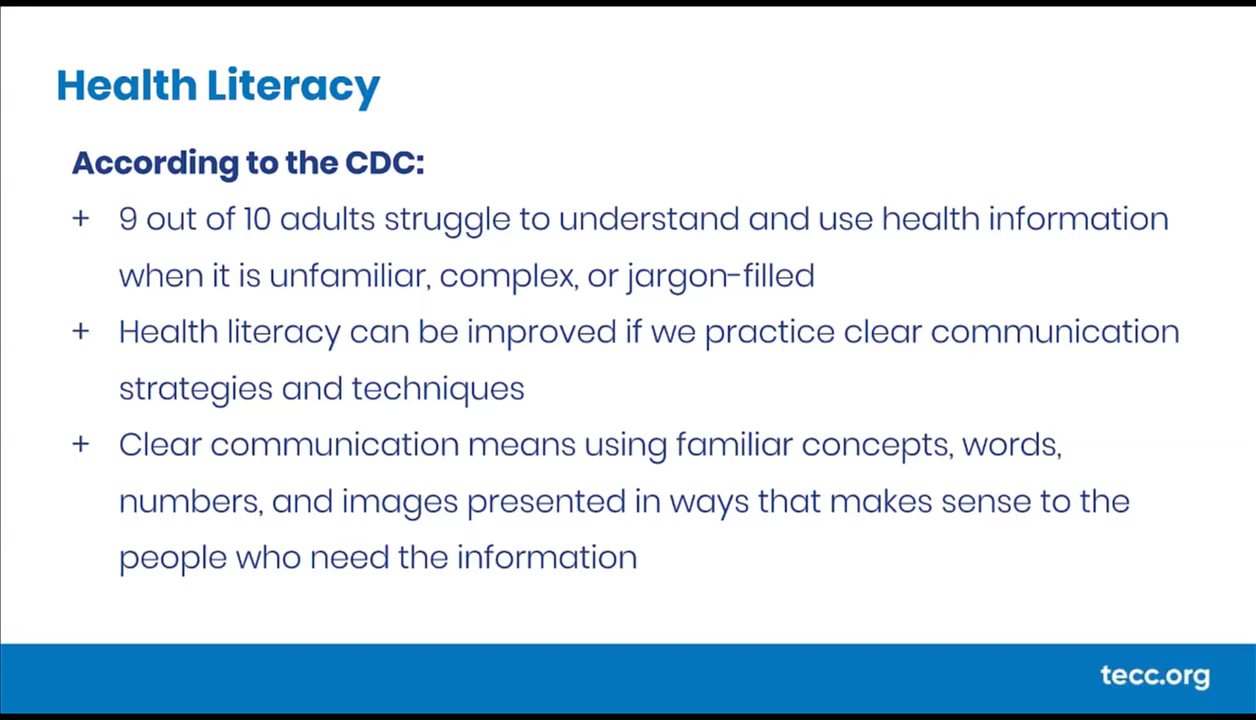 Health Literacy
According to the CDC:
+ 9 out of 10 adults struggle to understand and use health information
when it is unfamiliar, complex, or jargon-filled
+ Health literacy can be improved if we practice clear communication
strategies and techniques
+ Clear communication means using familiar concepts, words,
numbers, and images presented in ways that makes sense to the
people who need the information
tecc.org